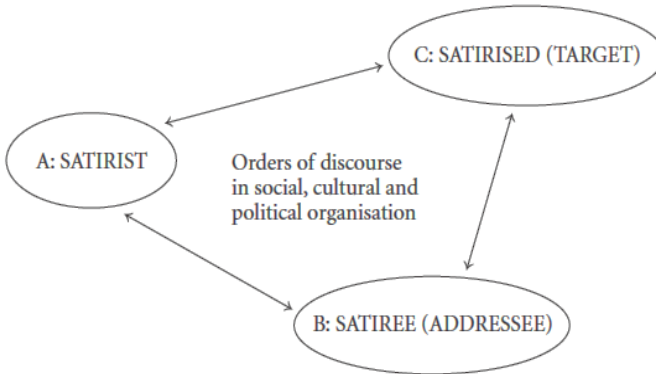 C: SATIRISED (TARGET)
A: SATIRIST
Orders of discourse
in social, cultural and
political organisation
B: SATIREE (ADDRESSEE)